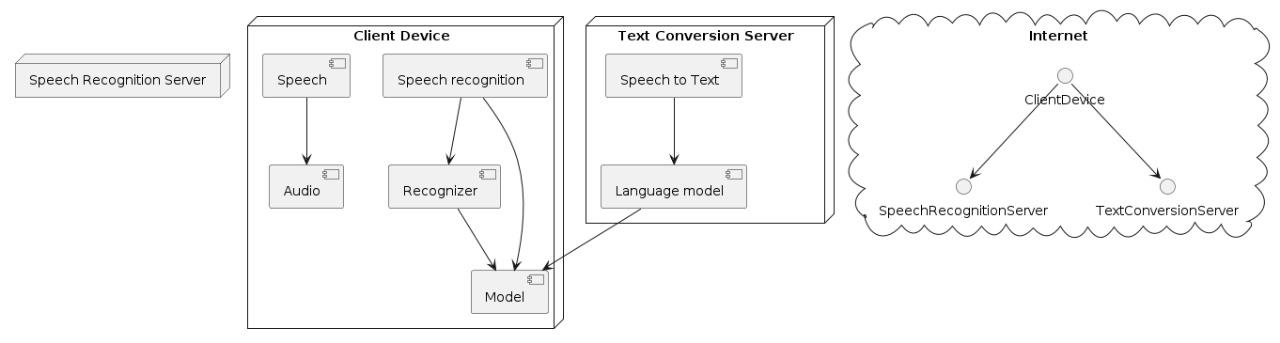 Client Device
Text Conversion Server
Internet
Speech Recognition Server
Speech
Speech recognition
Speech to Text
ClientDevice
Audio
Recognizer
Language model
SpeechRecognitionServer
TextConversionServer
Model